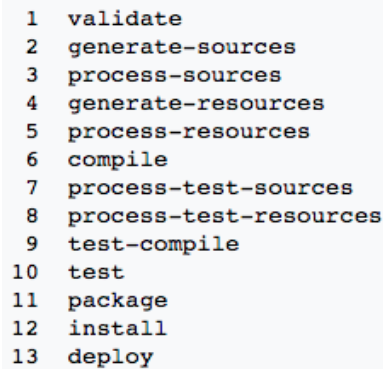 1 validate
2 generate-sources
3 process-sources
4 generate-resources
5 process-resources
6 compile
7 process-test-sources
8 process-test-resources
9 test-compile
10 test
11 package
12 install
13 deploy